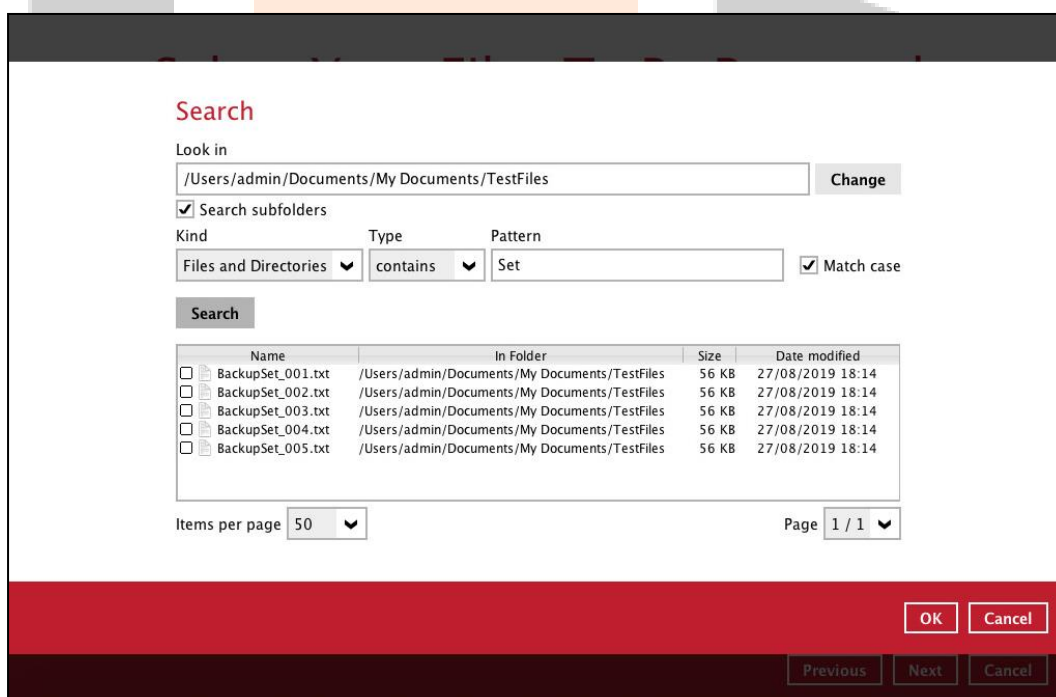 Search
Look in
/Users/admin/Documents/My Documents/TestFiles Change
Search subfolders
Kind Type Pattern
Files and Directories contains Set Match case
Search
Name In Folder Size Date modified
BackupSet_001.txt /Users/admin/Documents/My Documents/TestFiles 56 KB 27/08/2019 18:14
BackupSet_002.txt /Users/admin/Documents/My Documents/TestFiles 56 KB 27/08/2019 18:14
BackupSet_003.txt /Users/admin/Documents/My Documents/TestFiles 56 KB 27/08/2019 18:14
BackupSet_004.txt /Users/admin/Documents/My Documents/TestFiles 56 KB 27/08/2019 18:14
BackupSet_005.txt /Users/admin/Documents/My Documents/TestFiles 56 KB 27/08/2019 18:14
Items per page 50 Page 1 / 1
OK Cancel
Previous Next Cancel